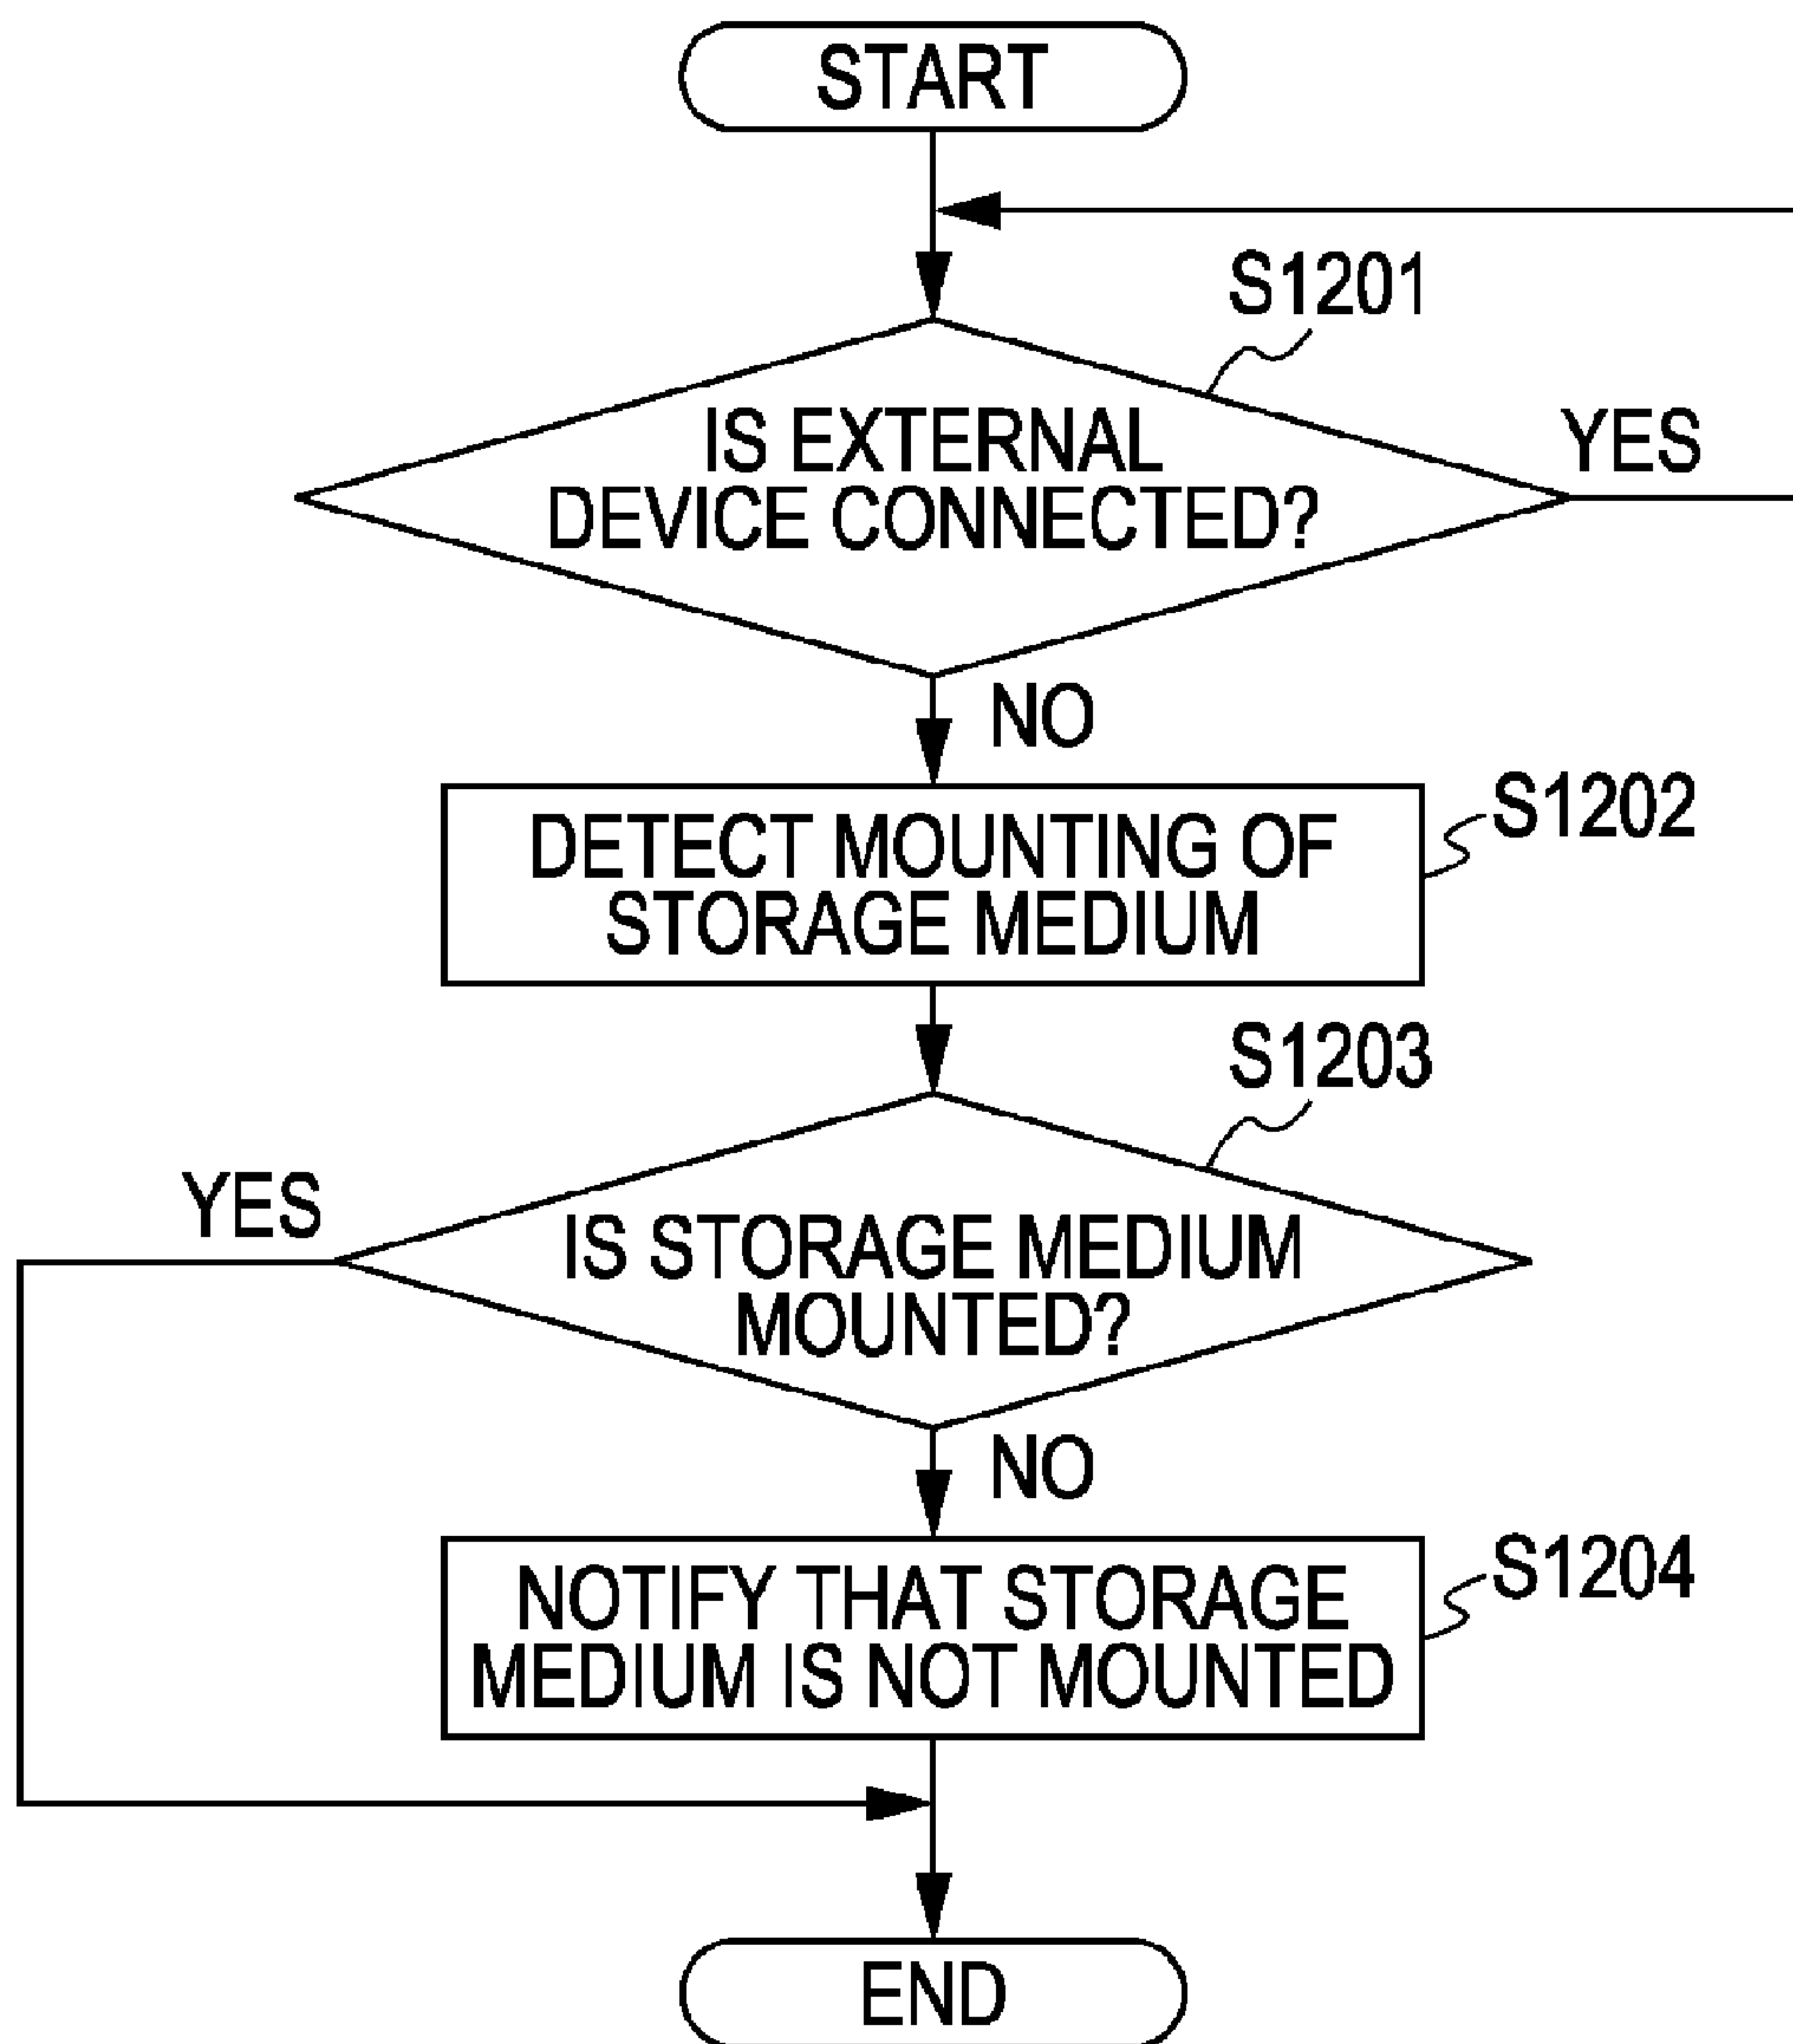 START
S1201
IS EXTERNAL
DEVICE CONNECTED?
YES
NO
DETECT MOUNTING OF
STORAGE MEDIUM
S1202
S1203
YES
IS STORAGE MEDIUM
MOUNTED?
NO
NOTIFY THAT STORAGE
MEDIUM IS NOT MOUNTED
S1204
END